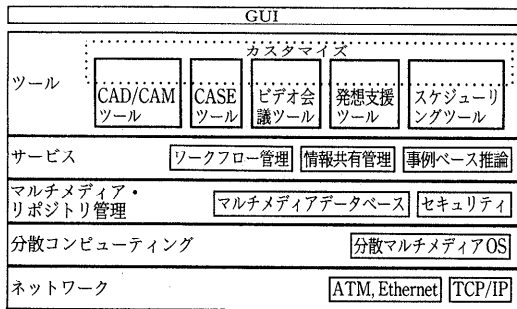 GUI
カスタマイズ
ツール
CAD/CAM
ツール
CASE
ツール
ビデオ会
議ツール
発想支援
ツール
スケジューリ
ングツール
サービス
ワークフロー管理
情報共有管理
事例ベース推論
マルチメディア・
リポジトリ管理
マルチメディアデータベース
セキュリティ
分散コンピューティング
分散マルチメディアOS
ネットワーク
ATM, Ethernet
TCP/IP